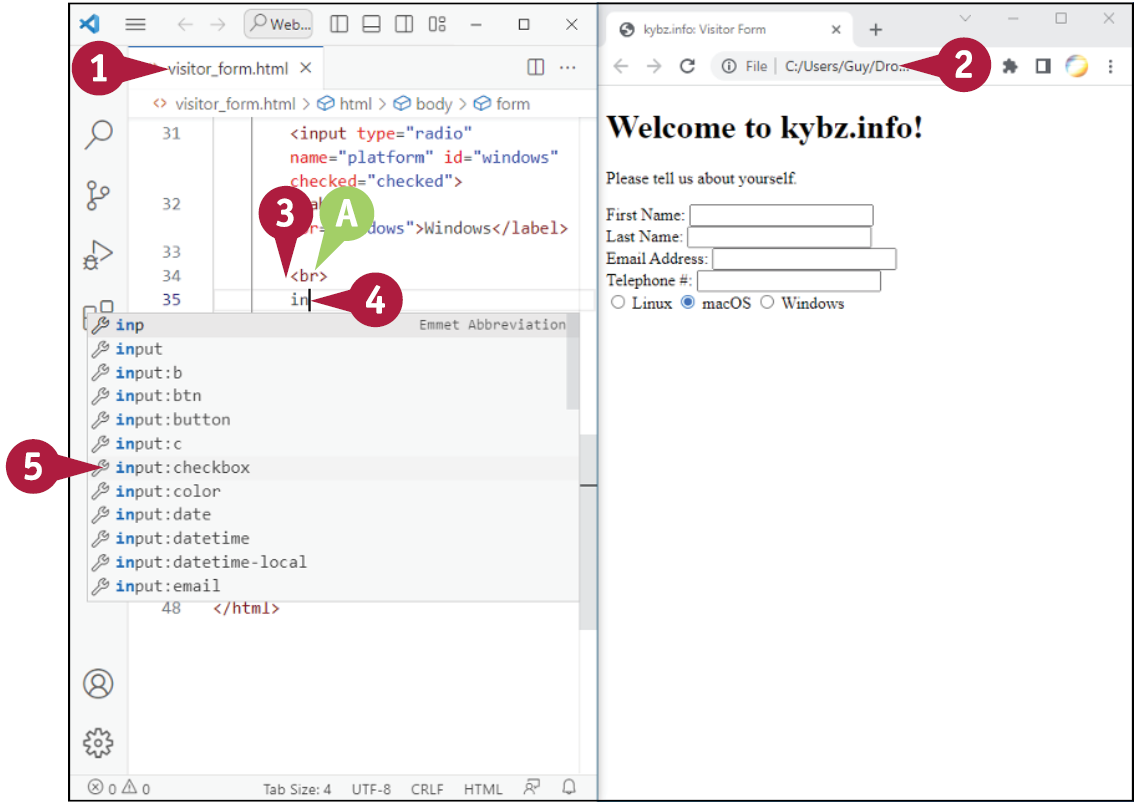 Web...
1
visitor_form.html
visitor_form.html > html > body > form
31 <input type="radio"
name="platform" id="windows"
checked="checked">
32
dows">Windows</label>
33
3
A
34 <br>
35 in
4
inp Emmet Abbreviation
input
input:b
input:btn
input:button
input:c
5
input:checkbox
input:color
input:date
input:datetime
input:datetime-local
input:email
48 </html>
0 0 Tab Size: 4 UTF-8 CRLF HTML
kybz.info: Visitor Form
File | C:/Users/Guy/Dro...
2
Welcome to kybz.info!
Please tell us about yourself.
First Name:
Last Name:
Email Address:
Telephone #:
Linux macOS Windows